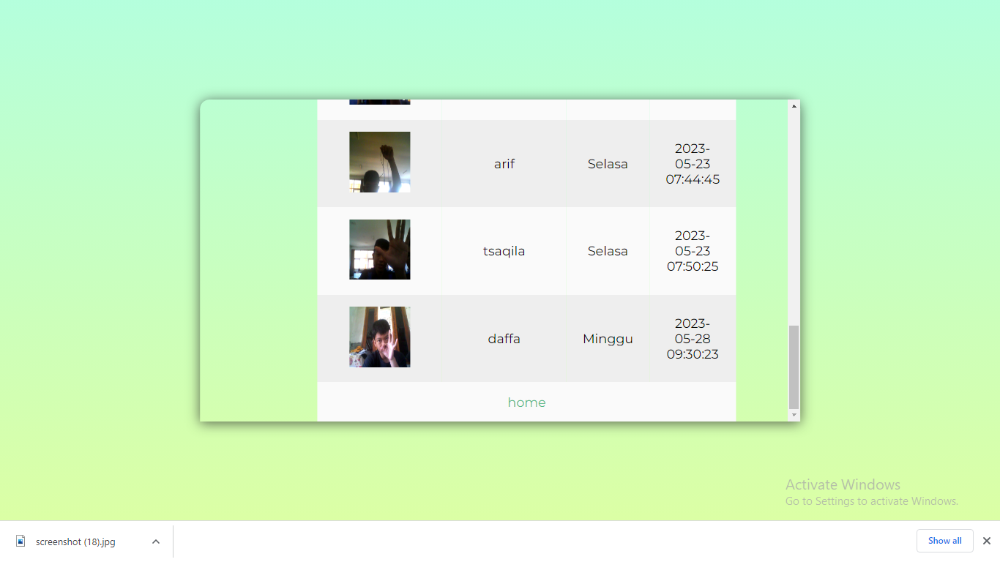 arif
Selasa
2023-
05-23
07:44:45
tsaqila
Selasa
2023-
05-23
07:50:25
daffa
Minggu
2023-
05-28
09:30:23
home
Activate Windows
Go to Settings to activate Windows.
screenshot (18).jpg
Show all